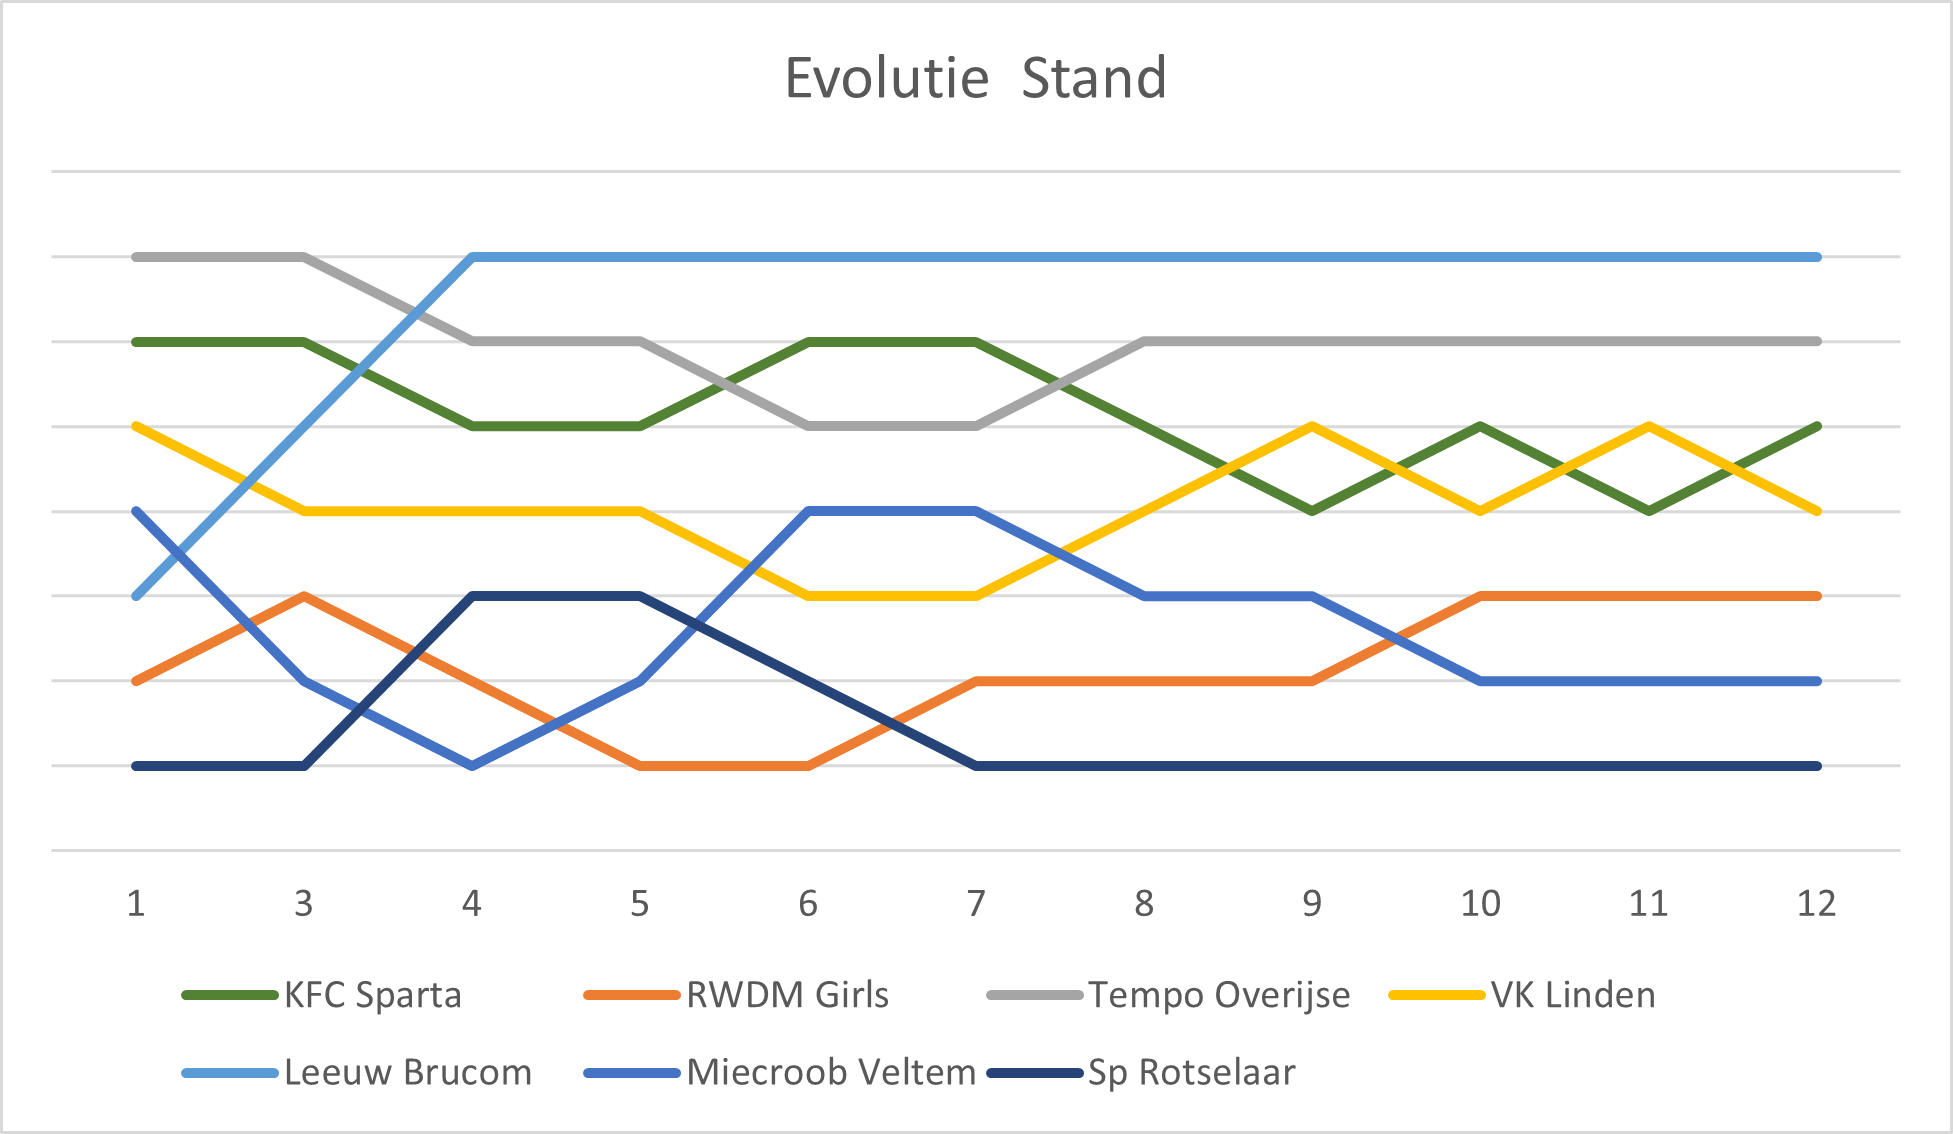 Evolutie  Stand
1 3 4 5 6 7 8 9 10 11 12
KFC Sparta RWDM Girls Tempo Overijse VK Linden
Leeuw Brucom Miecroob Veltem Sp Rotselaar